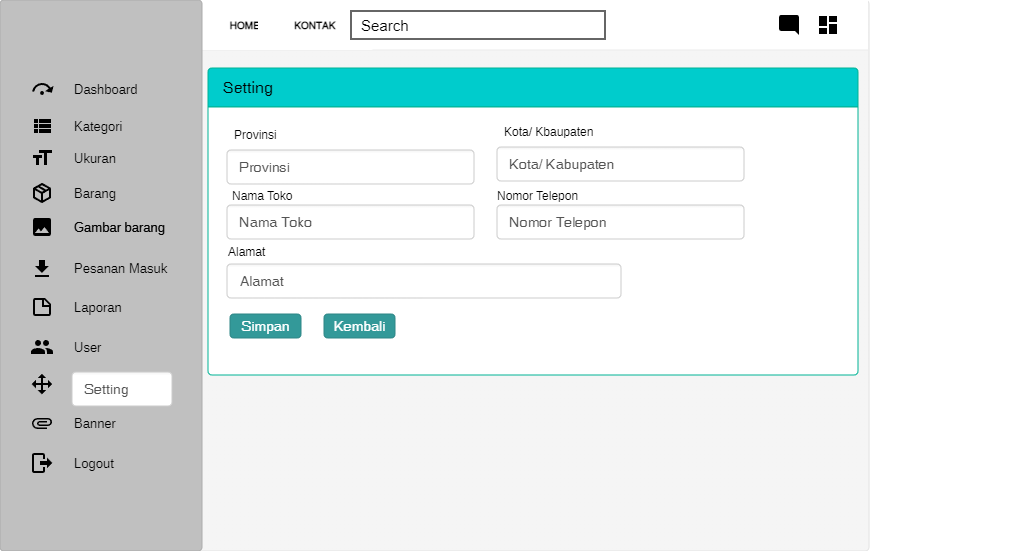 HOME
KONTAK
Search
Dashboard
Kategori
Ukuran
Barang
Gambar barang
Pesanan Masuk
Laporan
User
Setting
Banner
Logout
Setting
Provinsi
Kota/ Kbaupaten
Provinsi
Kota/ Kabupaten
Nama Toko
Nomor Telepon
Nama Toko
Nomor Telepon
Alamat
Alamat
Simpan
Kembali